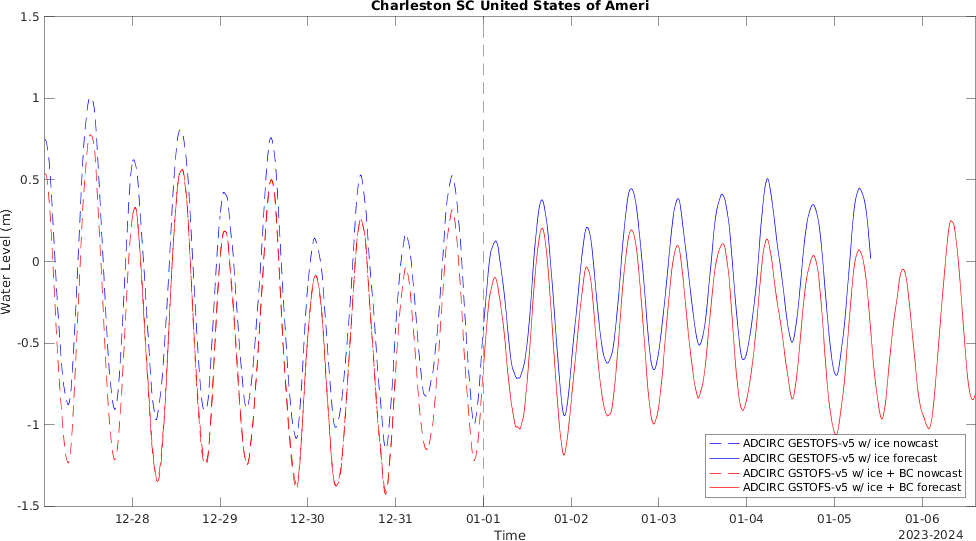 Charleston SC United States of Ameri
1.5
1
0.5
0
-0.5
-1
-1.5
Water Level (m)
12-28 12-29 12-30 12-31 01-01 01-02 01-03 01-04 01-05 01-06
Time
2023-2024
ADCIRC GESTOFS-v5 w/ ice nowcast
ADCIRC GESTOFS-v5 w/ ice forecast
ADCIRC GSTOFS-v5 w/ ice + BC nowcast
ADCIRC GSTOFS-v5 w/ ice + BC forecast